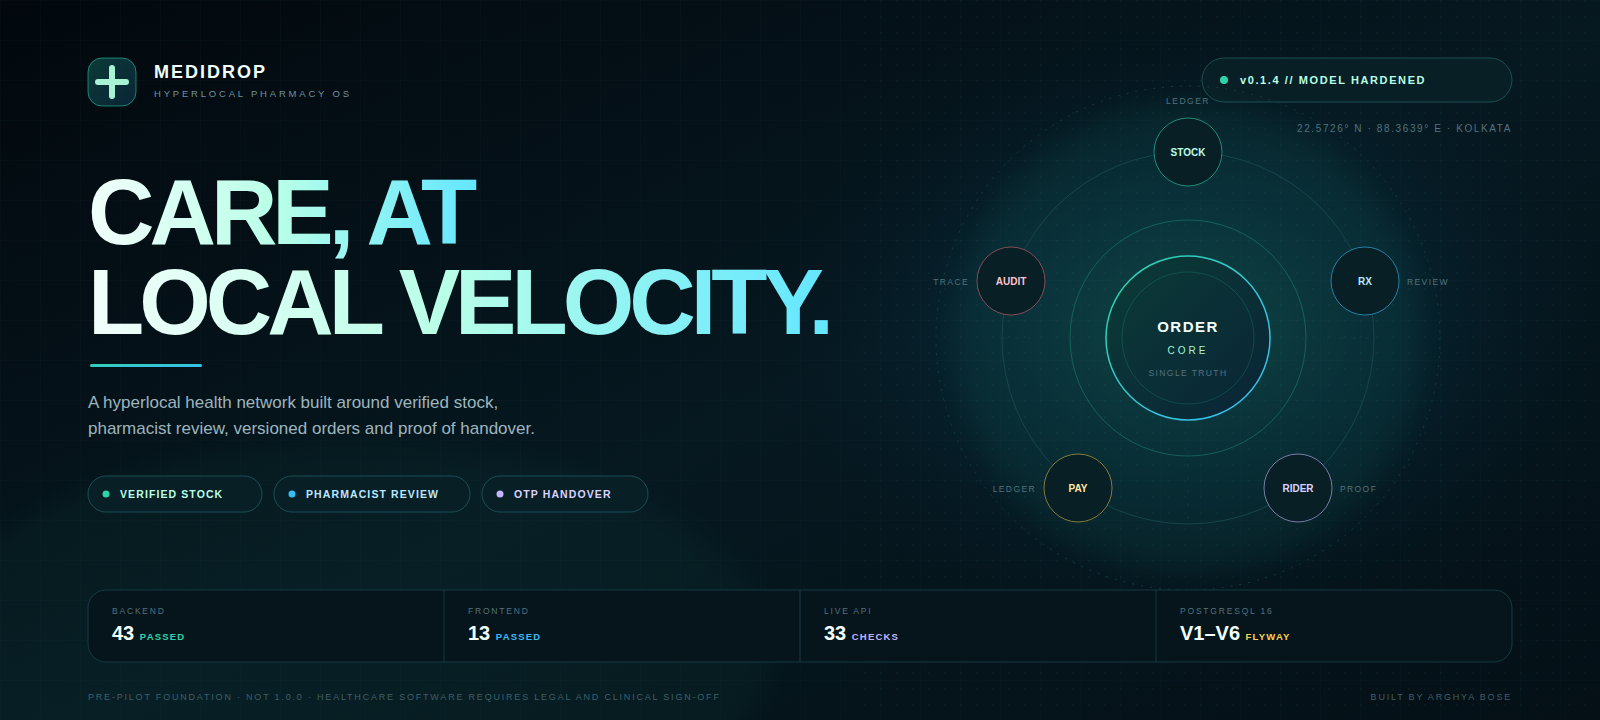 MEDIDROP
HYPERLOCAL PHARMACY OS
v0.1.4 // MODEL HARDENED
22.5726° N · 88.3639° E · KOLKATA
CARE, AT
LOCAL VELOCITY.
A hyperlocal health network built around verified stock,
pharmacist review, versioned orders and proof of handover.
VERIFIED STOCK
PHARMACIST REVIEW
OTP HANDOVER
LEDGER
STOCK
TRACE
AUDIT
RX
REVIEW
ORDER
CORE
SINGLE TRUTH
LEDGER
PAY
RIDER
PROOF
BACKEND
43 PASSED
FRONTEND
13 PASSED
LIVE API
33 CHECKS
POSTGRESQL 16
V1–V6 FLYWAY
PRE-PILOT FOUNDATION · NOT 1.0.0 · HEALTHCARE SOFTWARE REQUIRES LEGAL AND CLINICAL SIGN-OFF
BUILT BY ARGHYA BOSE